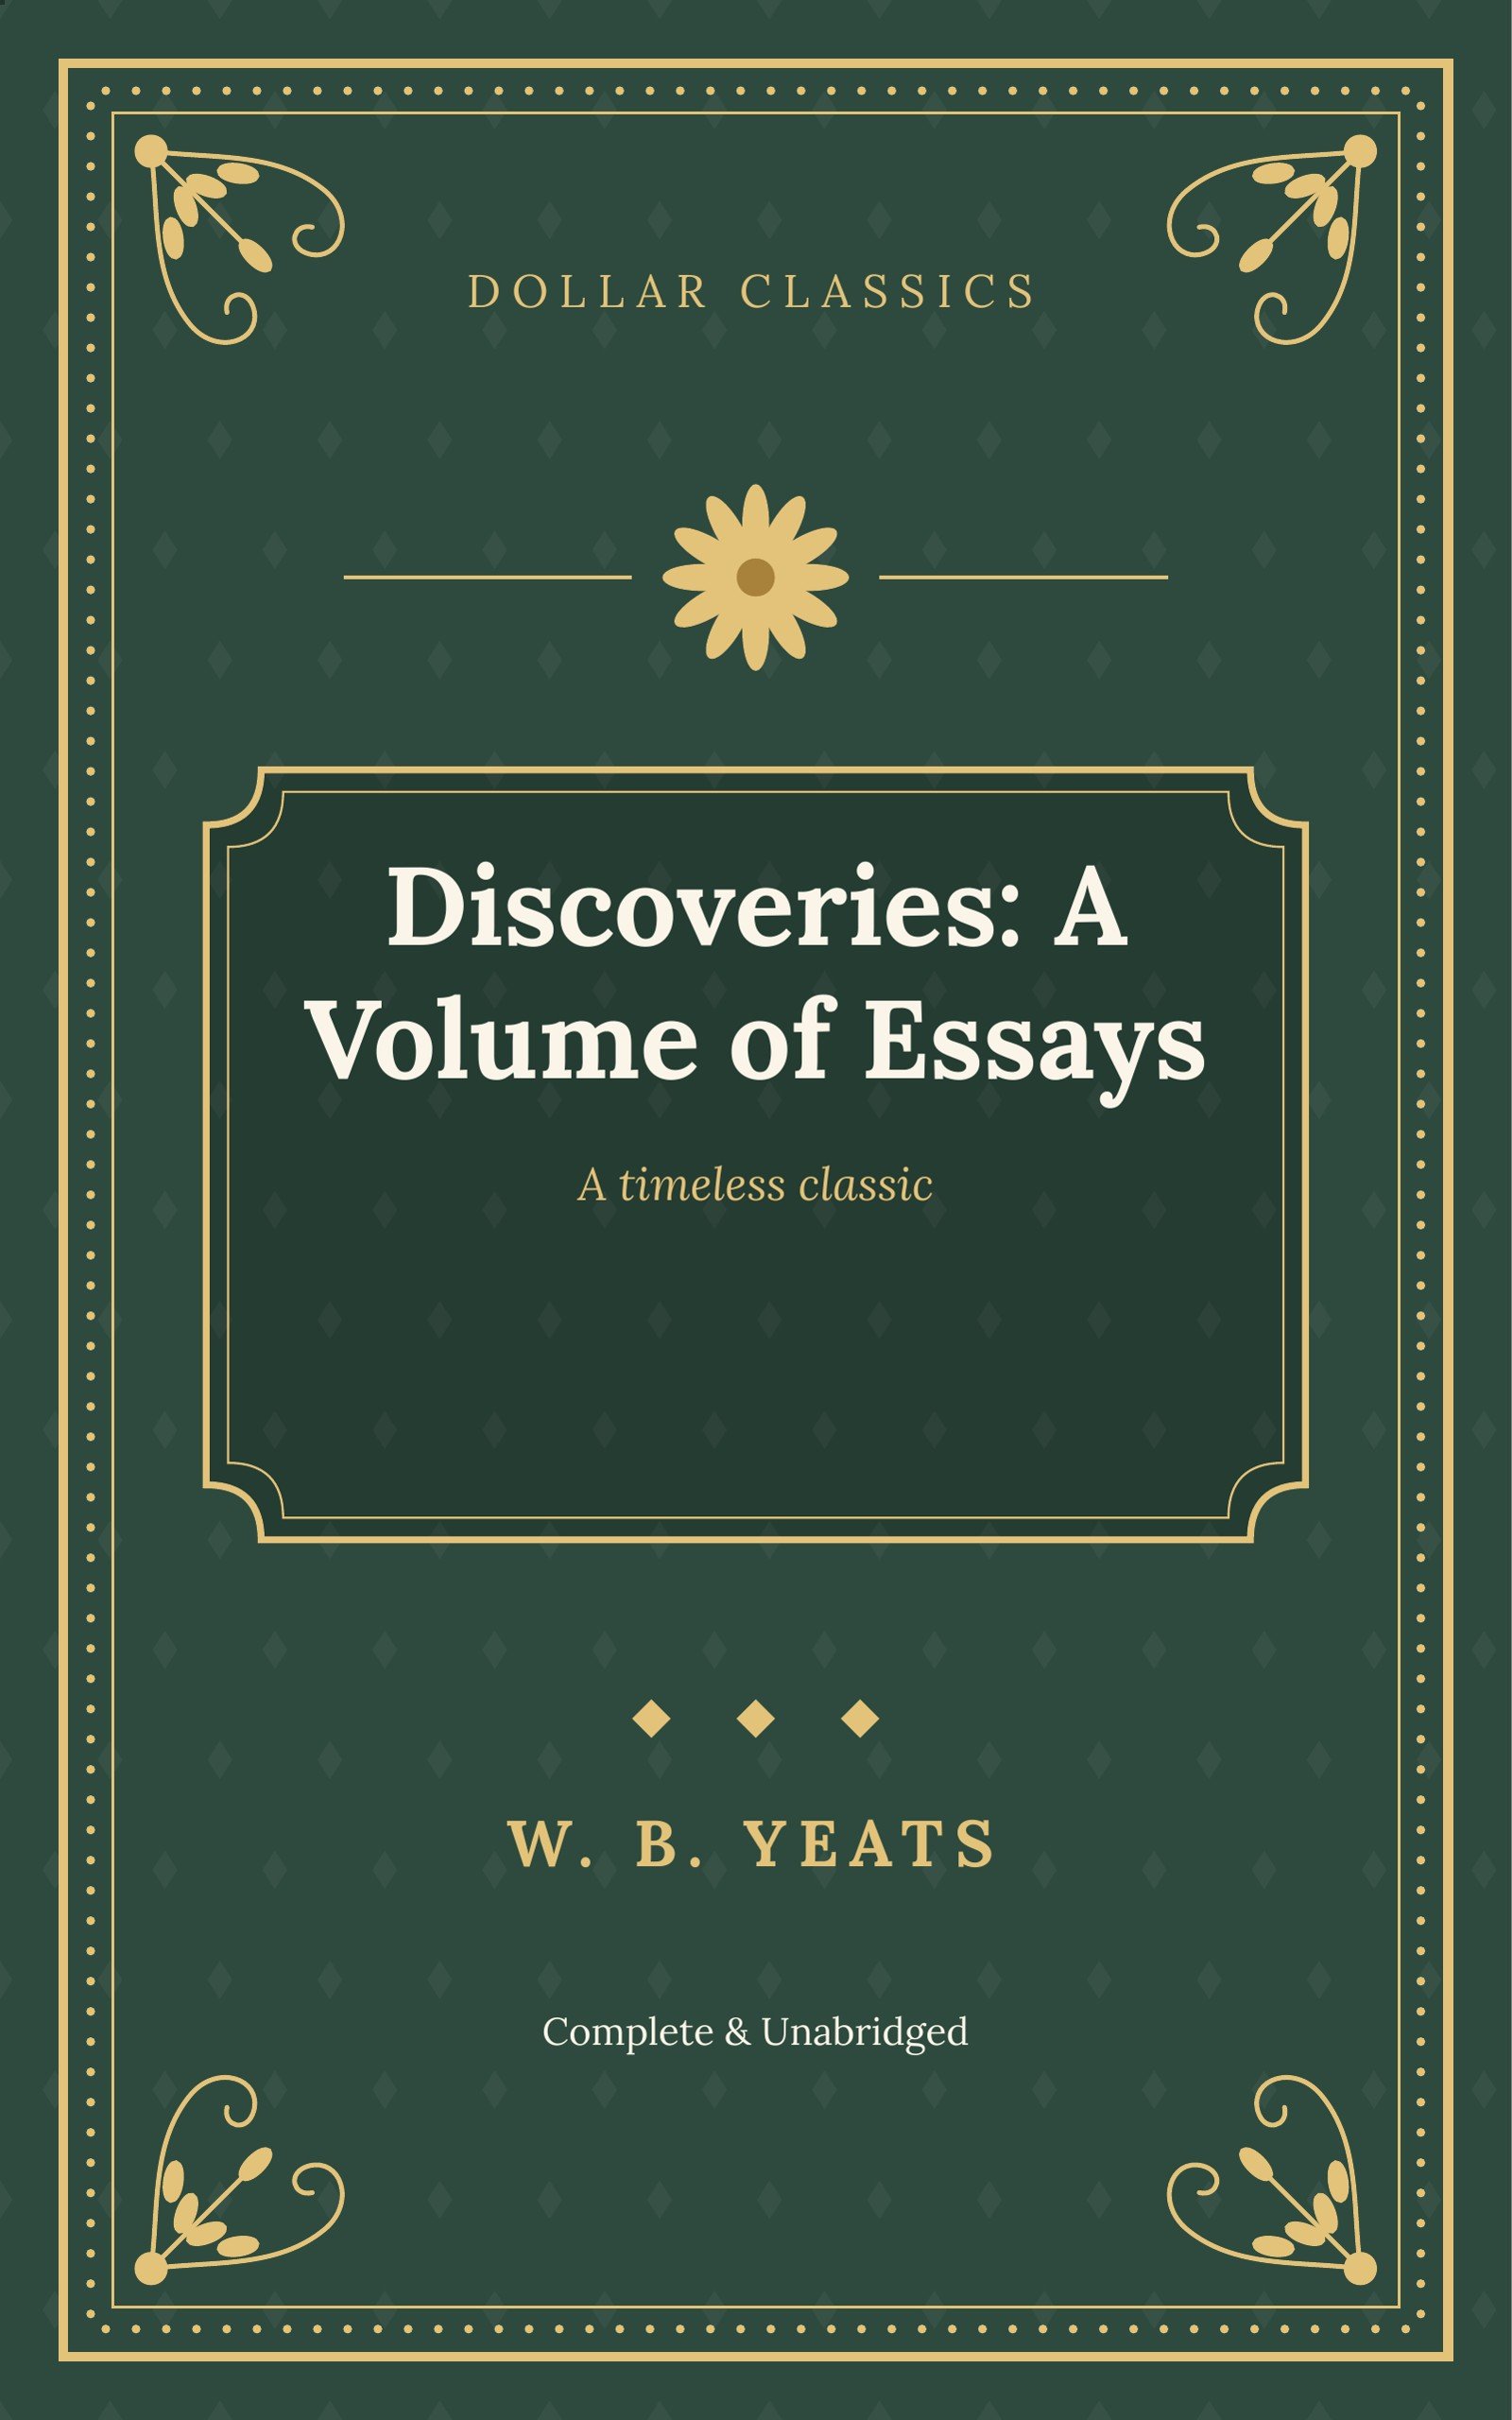 DOLLAR CLASSICS
Discoveries: A
Volume of Essays
A timeless classic
W. B. YEATS
Complete & Unabridged